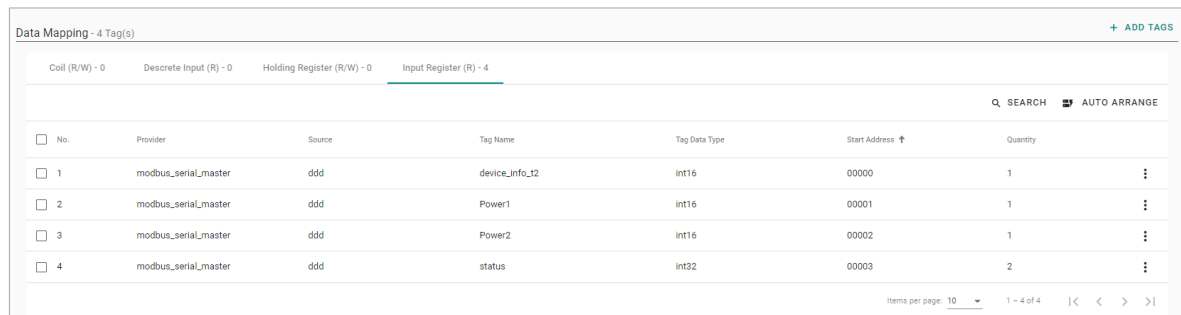 Data Mapping - 4 Tag(s) + ADD TAGS
Coil (R/W) - 0 Descrete Input (R) - 0 Holding Register (R/W) - 0 Input Register (R) - 4
SEARCH AUTO ARRANGE
No. Provider Source Tag Name Tag Data Type Start Address ↑ Quantity
1 modbus_serial_master ddd device_info_t2 int16 00000 1
2 modbus_serial_master ddd Power1 int16 00001 1
3 modbus_serial_master ddd Power2 int16 00002 1
4 modbus_serial_master ddd status int32 00003 2
Items per page: 10 1 – 4 of 4